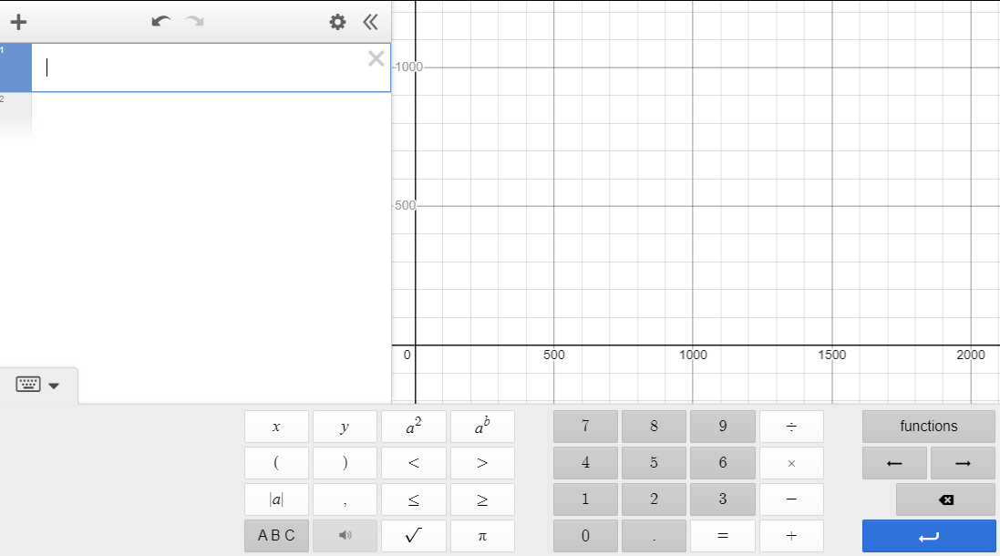 1
2
1000
500
0 500 1000 1500 2000
x y a² aᵇ 7 8 9 ÷ functions
( ) < > 4 5 6 × ← →
|a| , ≤ ≥ 1 2 3 −
A B C √ π 0 . = +